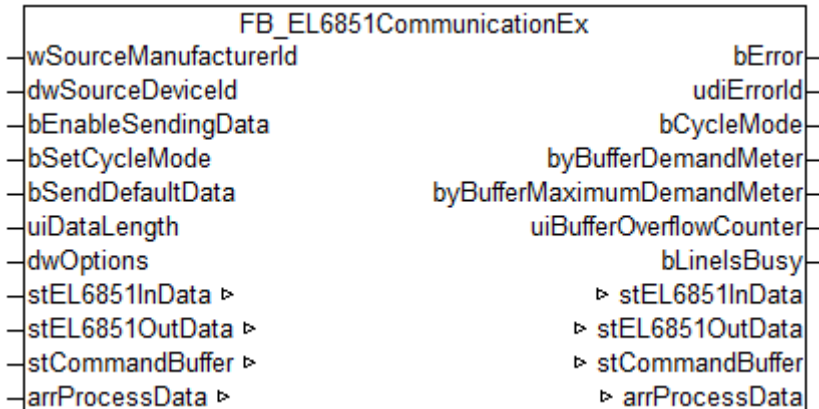 FB_EL6851CommunicationEx
wSourceManufacturerId bError
dwSourceDeviceId udiErrorId
bEnableSendingData bCycleMode
bSetCycleMode byBufferDemandMeter
bSendDefaultData byBufferMaximumDemandMeter
uiDataLength uiBufferOverflowCounter
dwOptions bLineIsBusy
stEL6851InData ▷ ▷ stEL6851InData
stEL6851OutData ▷ ▷ stEL6851OutData
stCommandBuffer ▷ ▷ stCommandBuffer
arrProcessData ▷ ▷ arrProcessData